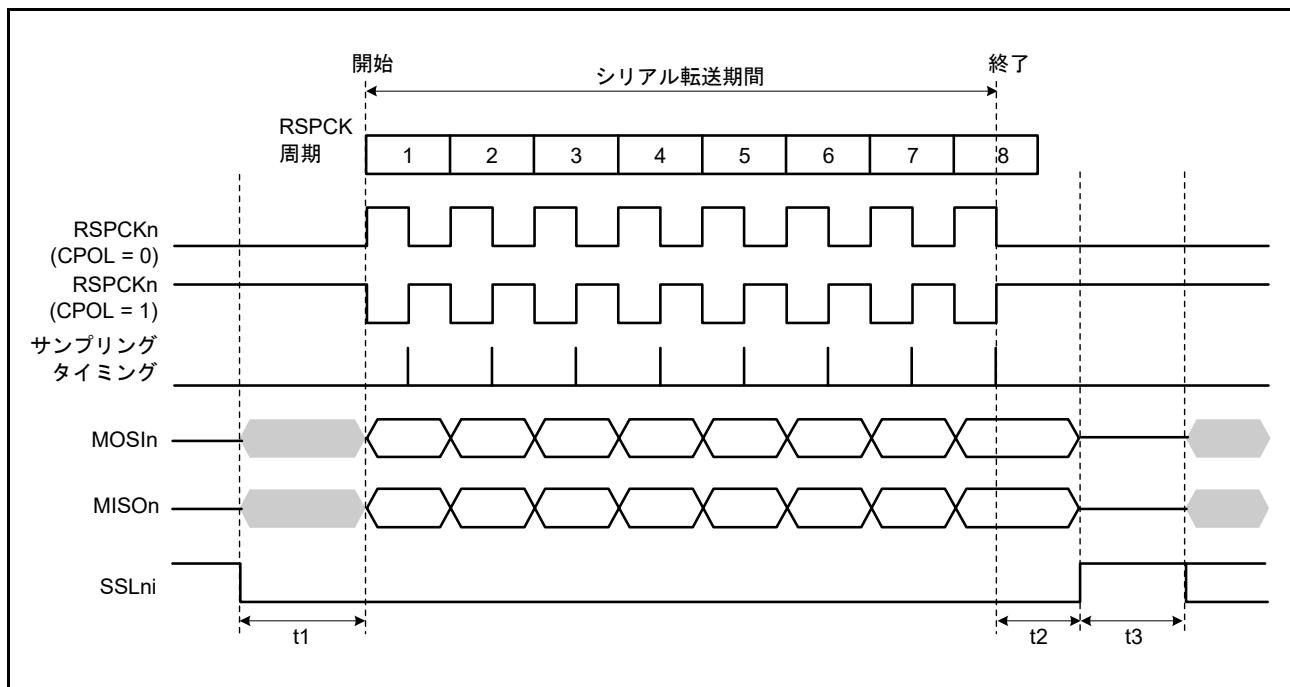 開始
シリアル転送期間
終了
RSPCK
周期
1 2 3 4 5 6 7 8
RSPCKn
(CPOL = 0)
RSPCKn
(CPOL = 1)
サンプリング
タイミング
MOSIn
MISOn
SSLni
t1
t2
t3